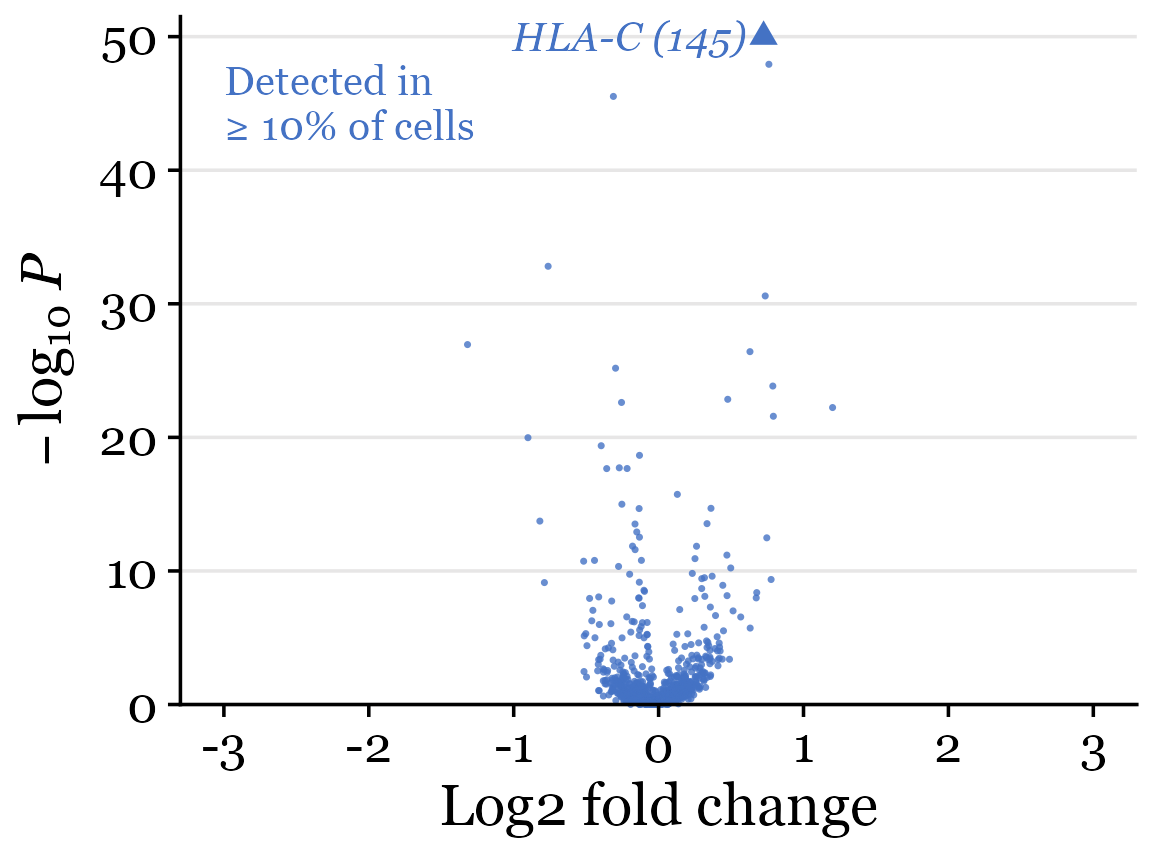 HLA-C (145)
50
Detected in
≥ 10% of cells
40
30
20
10
0
− log₁₀ P
-3 -2 -1 0 1 2 3
Log2 fold change